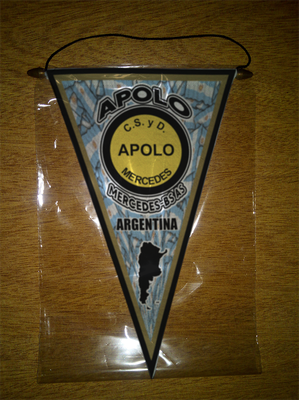 APOLO
C.S. y D.
APOLO
MERCEDES
MERCEDES-BS/AS
ARGENTINA